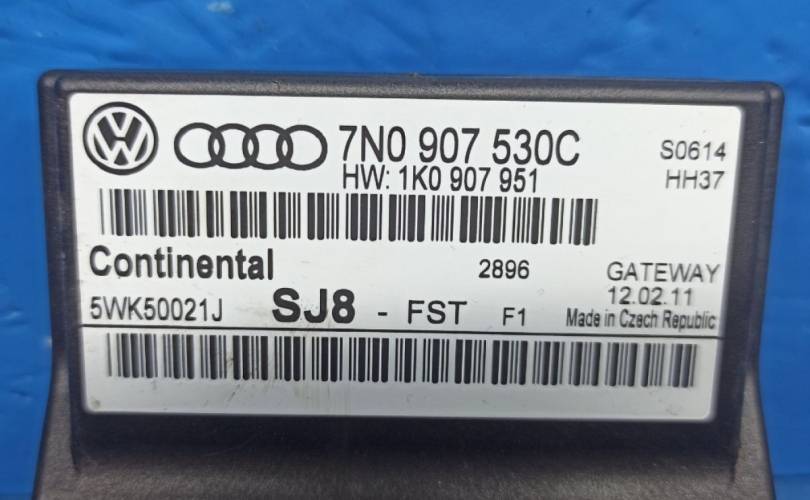 7N0 907 530C S0614
HW: 1K0 907 951 HH37
Continental 2896 GATEWAY
12.02.11
5WK50021J SJ8 - FST F1 Made in Czech Republic